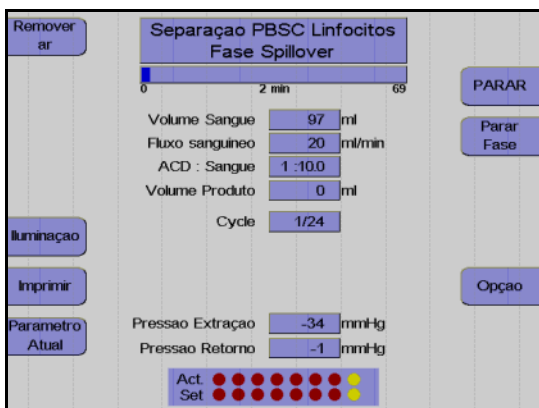 Remover
ar
Separaçao PBSC Linfocitos
Fase Spillover
0 2 min 69
PARAR
Parar
Fase
Volume Sangue 97 ml
Fluxo sanguineo 20 ml/min
ACD : Sangue 1 :10.0
Volume Produto 0 ml
Cycle 1/24
Iluminaçao
Imprimir
Opçao
Parametro
Atual
Pressao Extraçao -34 mmHg
Pressao Retorno -1 mmHg
Act.
Set